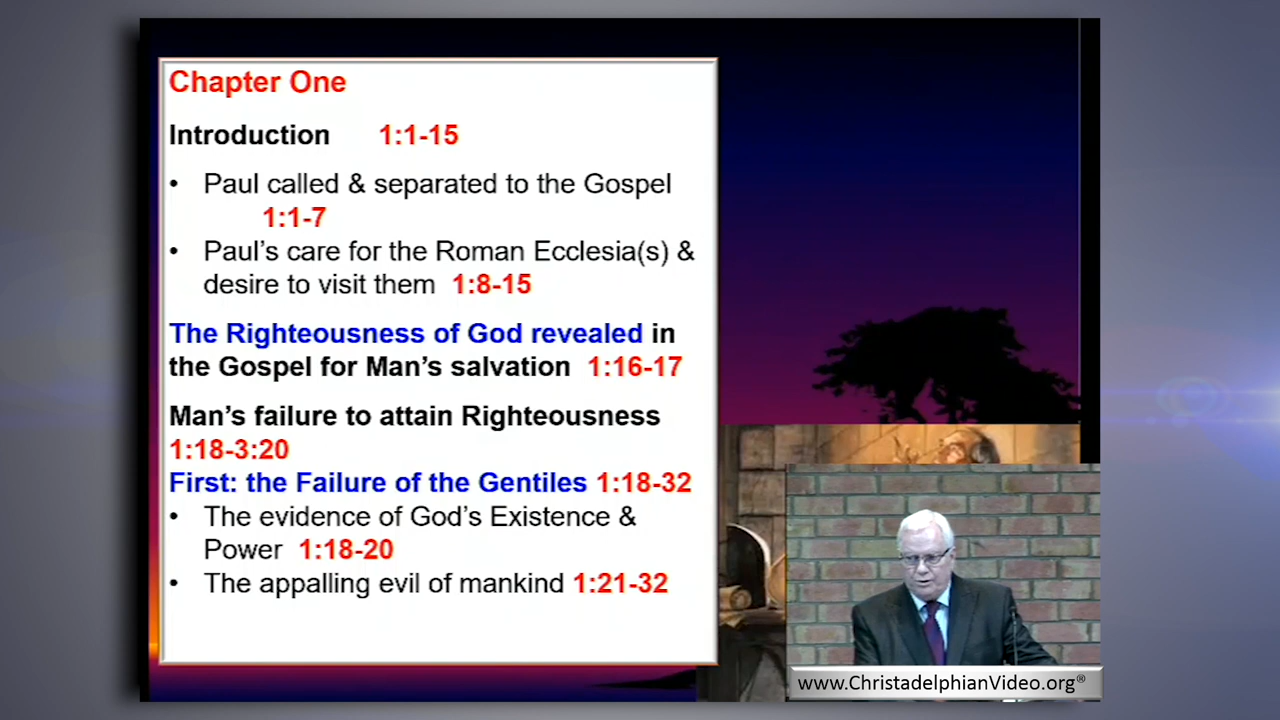 Chapter One
Introduction 1:1-15
• Paul called & separated to the Gospel
1:1-7
• Paul’s care for the Roman Ecclesia(s) &
desire to visit them 1:8-15
The Righteousness of God revealed in
the Gospel for Man’s salvation 1:16-17
Man’s failure to attain Righteousness
1:18-3:20
First: the Failure of the Gentiles 1:18-32
• The evidence of God’s Existence &
Power 1:18-20
• The appalling evil of mankind 1:21-32
www.ChristadelphianVideo.org®